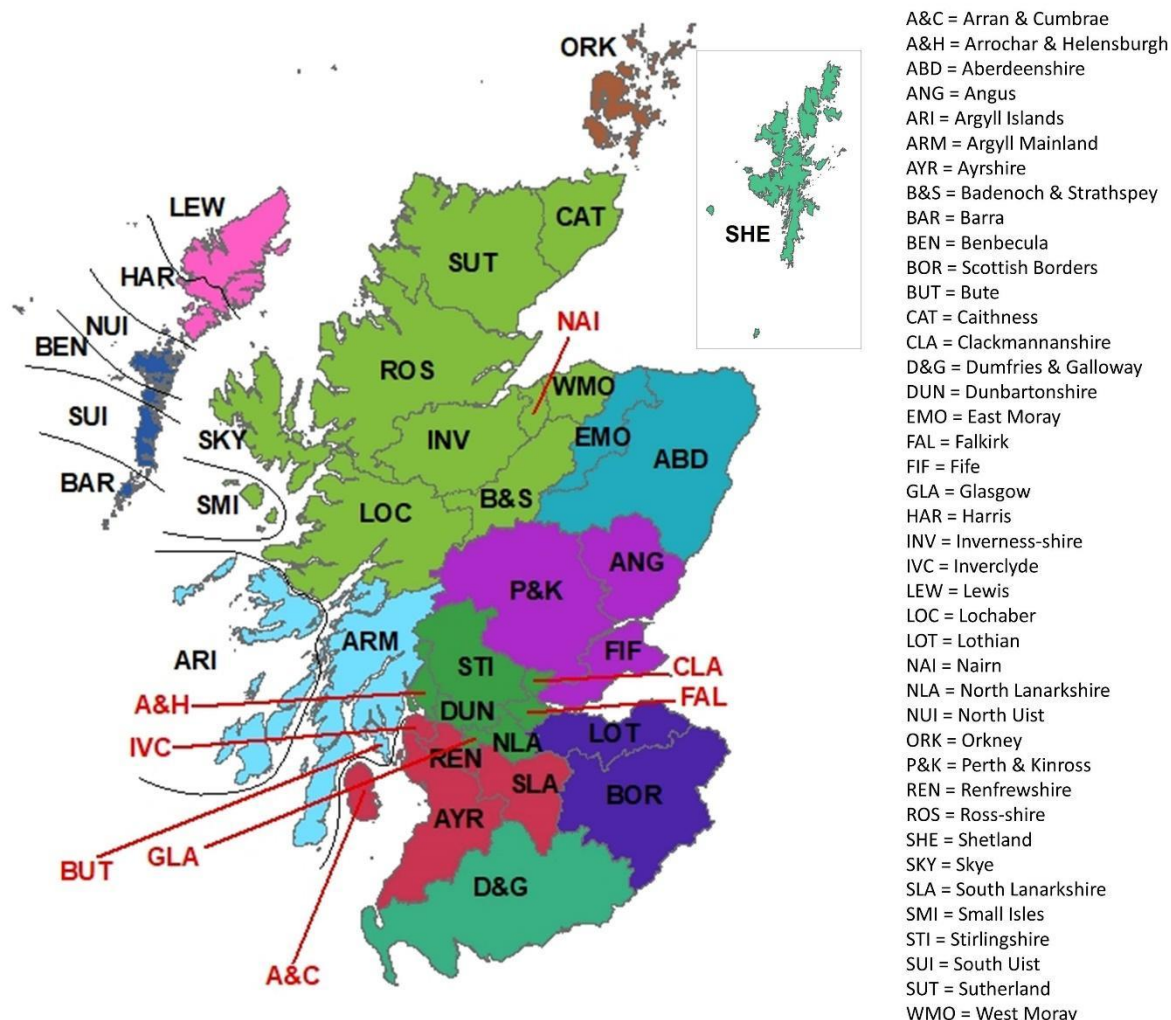 ORK
SHE
LEW
CAT
SUT
HAR
NAI
NUI
BEN
ROS
WMO
SUI
SKY
INV
EMO
ABD
BAR
SMI
B&S
LOC
ANG
P&K
ARM
FIF
ARI
STI
CLA
A&H
FAL
DUN
IVC
NLA
LOT
REN
SLA
BOR
AYR
BUT
GLA
D&G
A&C
A&C = Arran & Cumbrae
A&H = Arrochar & Helensburgh
ABD = Aberdeenshire
ANG = Angus
ARI = Argyll Islands
ARM = Argyll Mainland
AYR = Ayrshire
B&S = Badenoch & Strathspey
BAR = Barra
BEN = Benbecula
BOR = Scottish Borders
BUT = Bute
CAT = Caithness
CLA = Clackmannanshire
D&G = Dumfries & Galloway
DUN = Dunbartonshire
EMO = East Moray
FAL = Falkirk
FIF = Fife
GLA = Glasgow
HAR = Harris
INV = Inverness-shire
IVC = Inverclyde
LEW = Lewis
LOC = Lochaber
LOT = Lothian
NAI = Nairn
NLA = North Lanarkshire
NUI = North Uist
ORK = Orkney
P&K = Perth & Kinross
REN = Renfrewshire
ROS = Ross-shire
SHE = Shetland
SKY = Skye
SLA = South Lanarkshire
SMI = Small Isles
STI = Stirlingshire
SUI = South Uist
SUT = Sutherland
WMO = West Moray